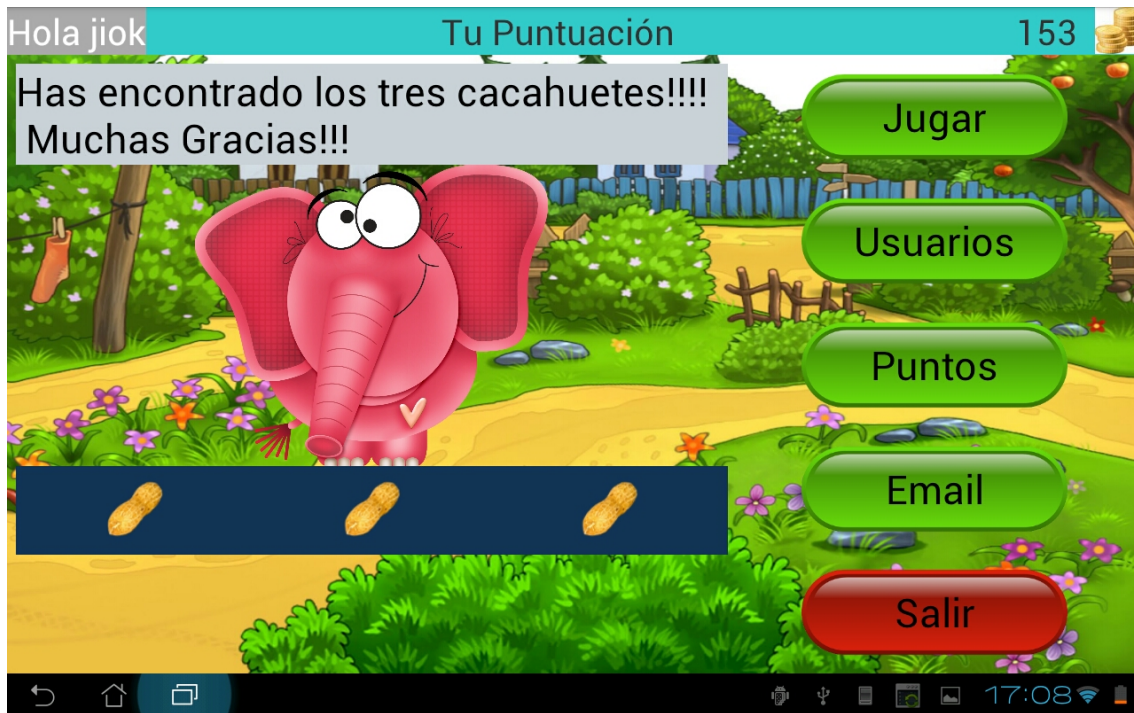 Hola jiok
Tu Puntuación
153
Has encontrado los tres cacahuetes!!!!
Muchas Gracias!!!
Jugar
Usuarios
Puntos
Email
Salir
17:08